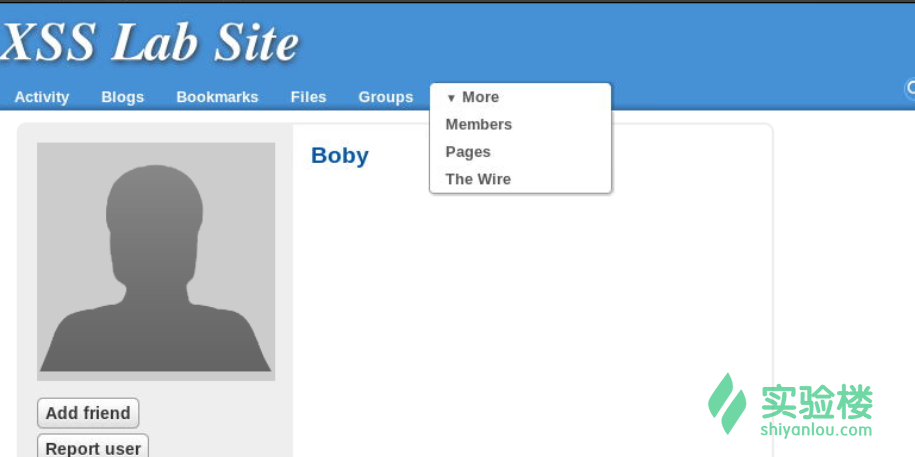 XSS Lab Site
Activity Blogs Bookmarks Files Groups ▼ More
Members
Pages
The Wire
Boby
Add friend
Report user
实验楼
shiyanlou.com